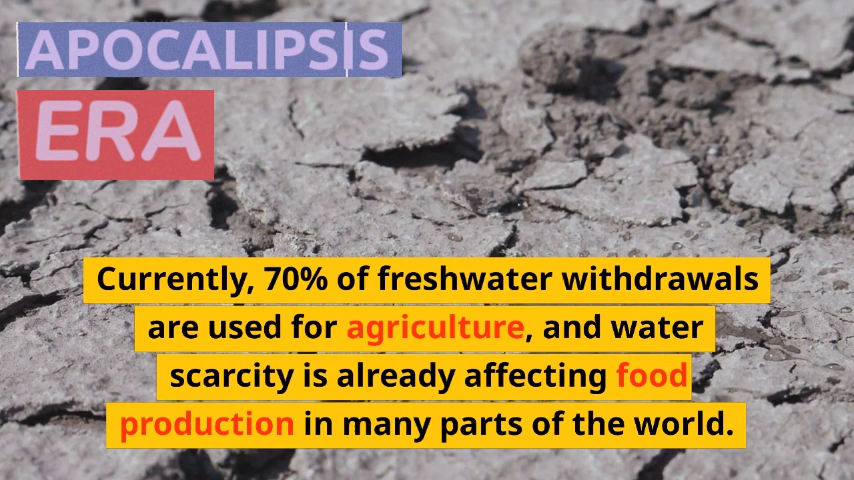 APOCALIPSIS
ERA
Currently, 70% of freshwater withdrawals
are used for agriculture, and water
scarcity is already affecting food
production in many parts of the world.